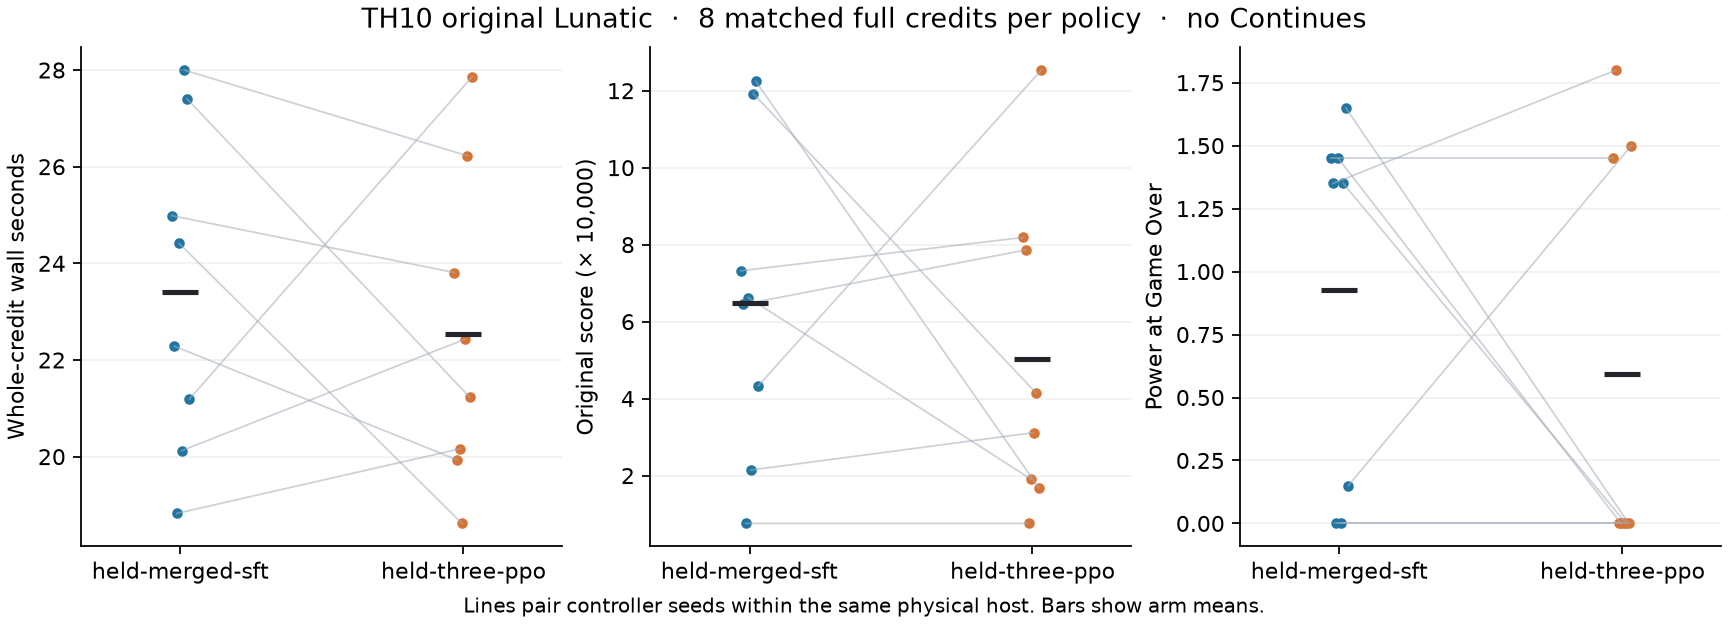 TH10 original Lunatic · 8 matched full credits per policy · no Continues
Whole-credit wall seconds
28
26
24
22
20
held-merged-sft
held-three-ppo
Original score (× 10,000)
12
10
8
6
4
2
held-merged-sft
held-three-ppo
Power at Game Over
1.75
1.50
1.25
1.00
0.75
0.50
0.25
0.00
held-merged-sft
held-three-ppo
Lines pair controller seeds within the same physical host. Bars show arm means.